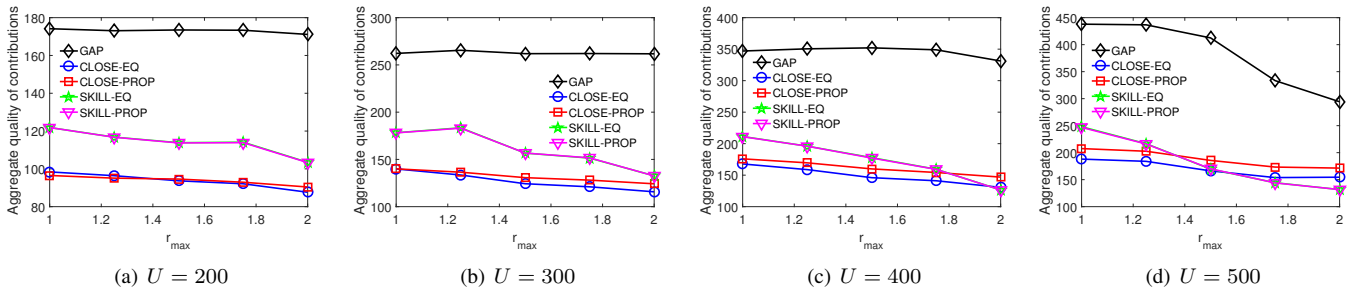 Aggregate quality of contributions
180
160
140
120
100
80
GAP
CLOSE-EQ
CLOSE-PROP
SKILL-EQ
SKILL-PROP
1 1.2 1.4 1.6 1.8 2
r_max
(a) U = 200
Aggregate quality of contributions
300
250
200
150
100
GAP
CLOSE-EQ
CLOSE-PROP
SKILL-EQ
SKILL-PROP
1 1.2 1.4 1.6 1.8 2
r_max
(b) U = 300
Aggregate quality of contributions
400
350
300
250
200
150
100
GAP
CLOSE-EQ
CLOSE-PROP
SKILL-EQ
SKILL-PROP
1 1.2 1.4 1.6 1.8 2
r_max
(c) U = 400
Aggregate quality of contributions
450
400
350
300
250
200
150
100
GAP
CLOSE-EQ
CLOSE-PROP
SKILL-EQ
SKILL-PROP
1 1.2 1.4 1.6 1.8 2
r_max
(d) U = 500